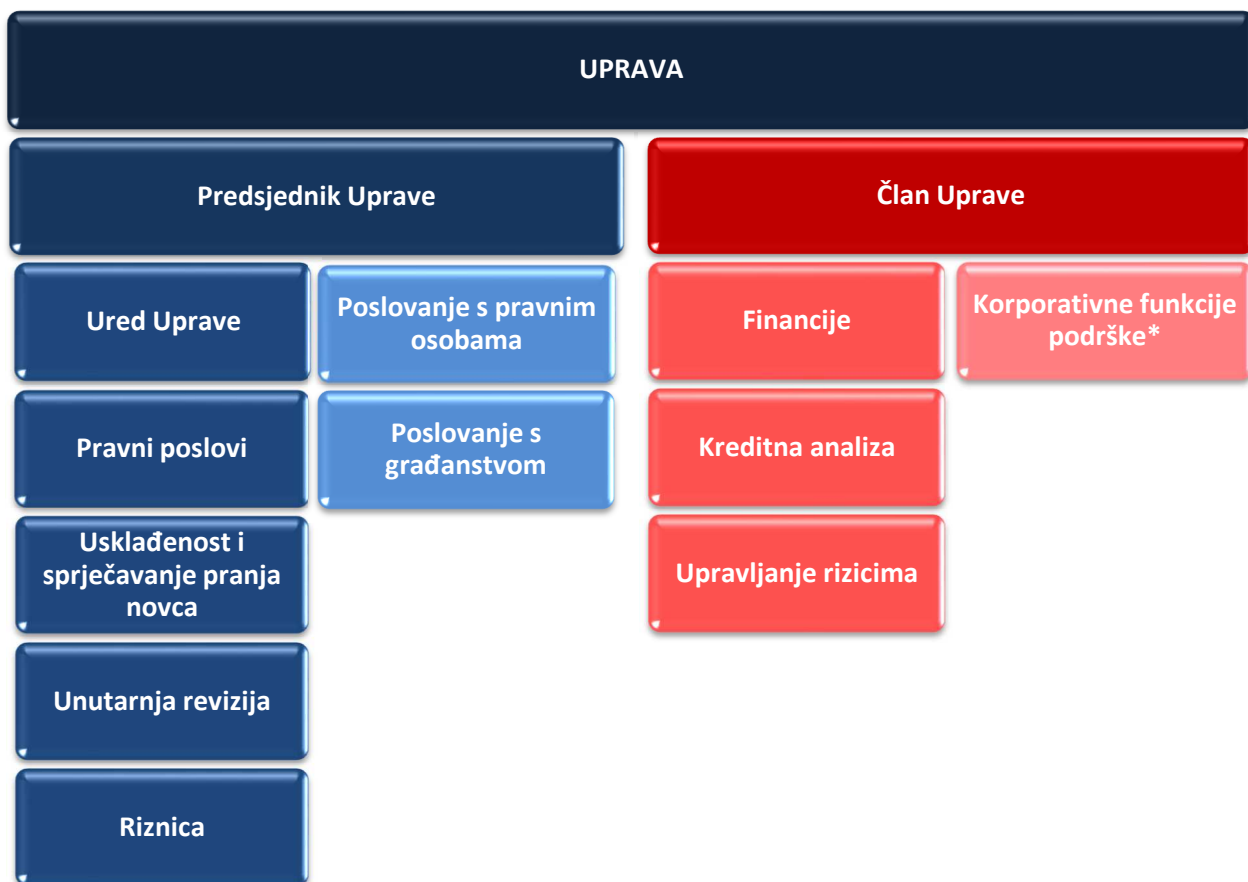 UPRAVA
Predsjednik Uprave
Član Uprave
Ured Uprave
Poslovanje s pravnim
osobama
Financije
Korporativne funkcije
podrške*
Pravni poslovi
Poslovanje s
građanstvom
Kreditna analiza
Usklađenost i
sprječavanje pranja
novca
Upravljanje rizicima
Unutarnja revizija
Riznica